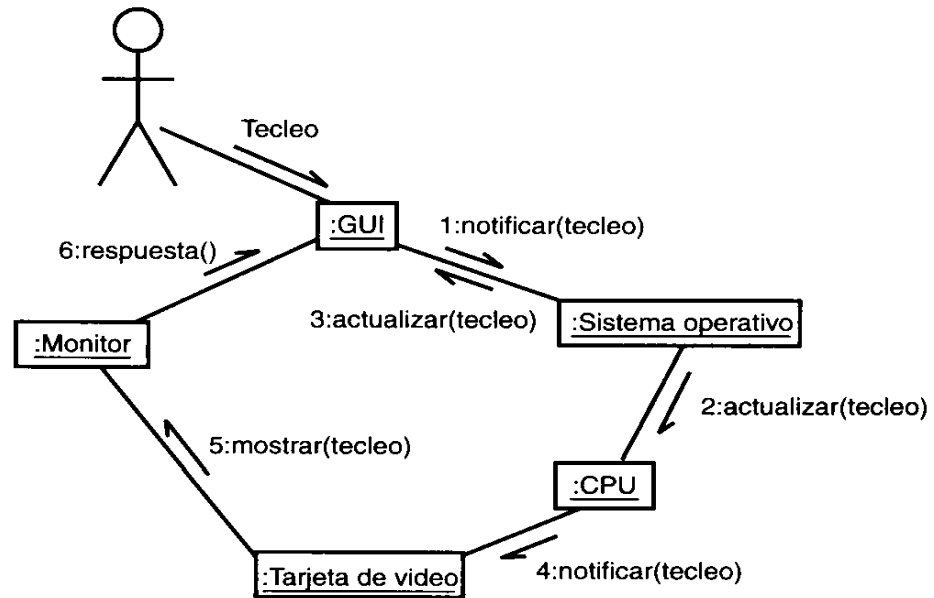 Tecleo
:GUI
1:notificar(tecleo)
6:respuesta()
3:actualizar(tecleo)
:Sistema operativo
:Monitor
2:actualizar(tecleo)
5:mostrar(tecleo)
:CPU
:Tarjeta de video
4:notificar(tecleo)